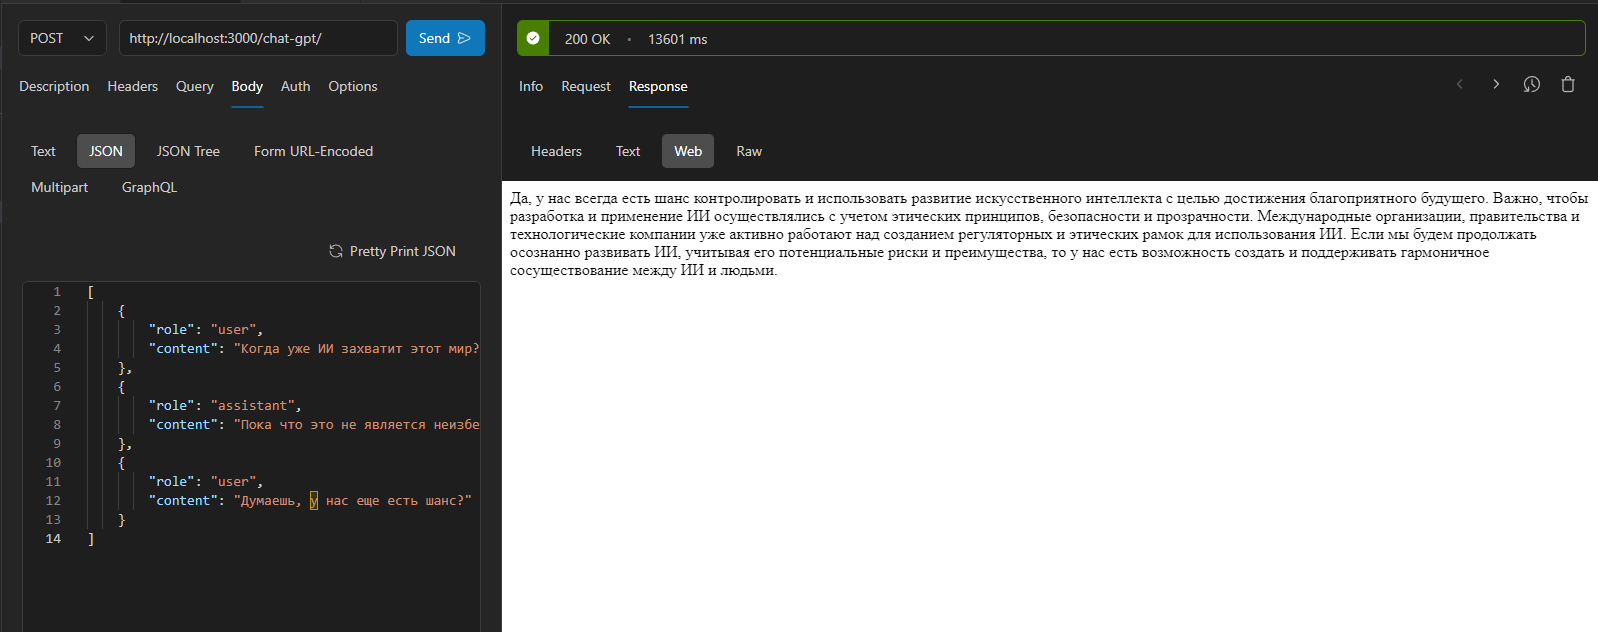 POST
http://localhost:3000/chat-gpt/
Send
Description Headers Query Body Auth Options
Text JSON JSON Tree Form URL-Encoded
Multipart GraphQL
Pretty Print JSON
1 [
2 {
3 "role": "user",
4 "content": "Когда уже ИИ захватит этот мир?
5 },
6 {
7 "role": "assistant",
8 "content": "Пока что это не является неизбе
9 },
10 {
11 "role": "user",
12 "content": "Думаешь, у нас еще есть шанс?"
13 }
14 ]
200 OK • 13601 ms
Info Request Response
Headers Text Web Raw
Да, у нас всегда есть шанс контролировать и использовать развитие искусственного интеллекта с целью достижения благоприятного будущего. Важно, чтобы
разработка и применение ИИ осуществлялись с учетом этических принципов, безопасности и прозрачности. Международные организации, правительства и
технологические компании уже активно работают над созданием регуляторных и этических рамок для использования ИИ. Если мы будем продолжать
осознанно развивать ИИ, учитывая его потенциальные риски и преимущества, то у нас есть возможность создать и поддерживать гармоничное
сосуществование между ИИ и людьми.